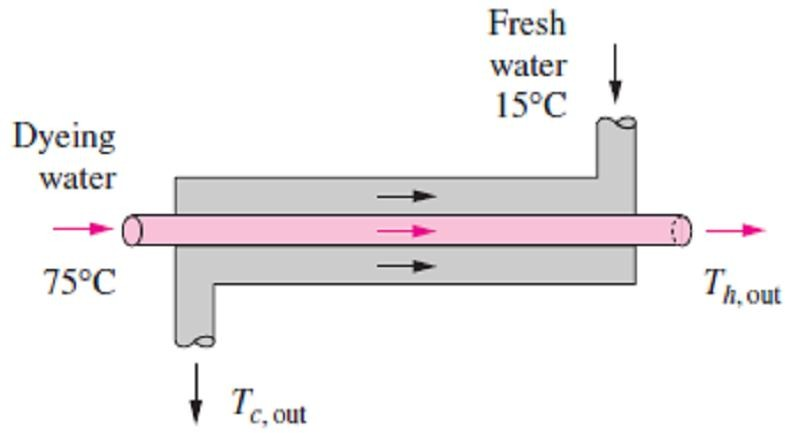 Fresh
water
15°C
Dyeing
water
75°C
T_h, out
T_c, out